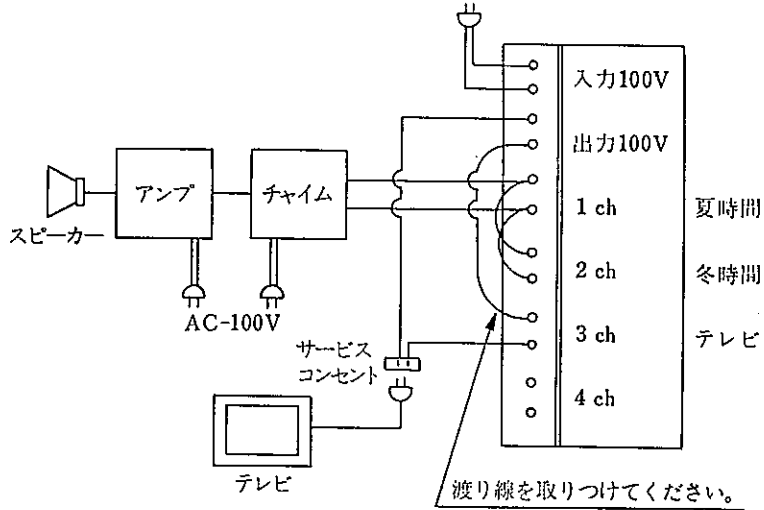 入力100V
出力100V
アンプ
チャイム
スピーカー
1 ch
夏時間
2 ch
冬時間
AC-100V
サービス
コンセント
3 ch
テレビ
4 ch
テレビ
渡り線を取りつけてください。